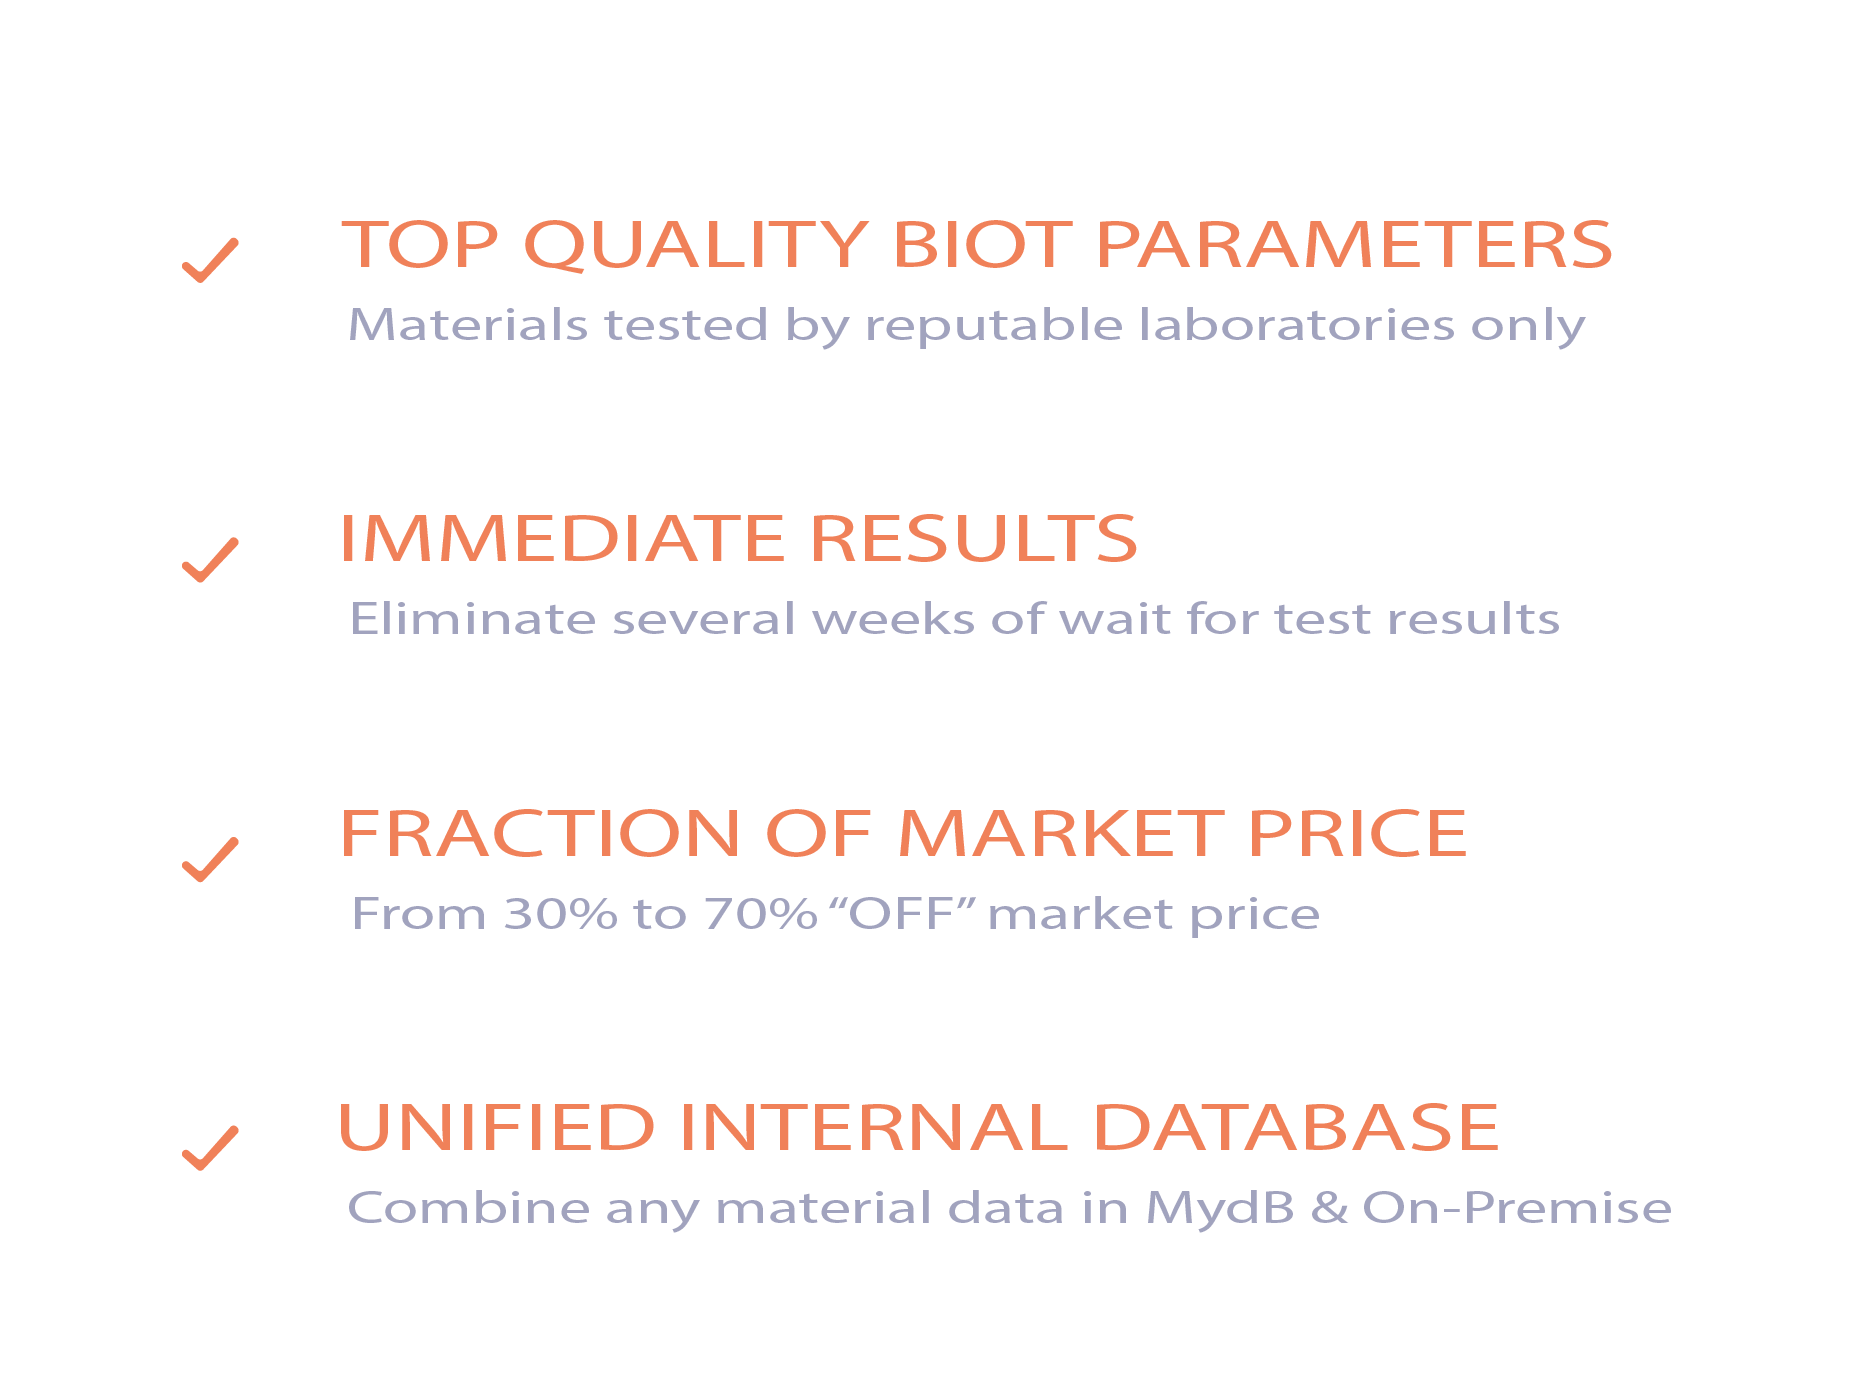 TOP QUALITY BIOT PARAMETERS
Materials tested by reputable laboratories only
IMMEDIATE RESULTS
Eliminate several weeks of wait for test results
FRACTION OF MARKET PRICE
From 30% to 70% “OFF” market price
UNIFIED INTERNAL DATABASE
Combine any material data in MydB & On-Premise